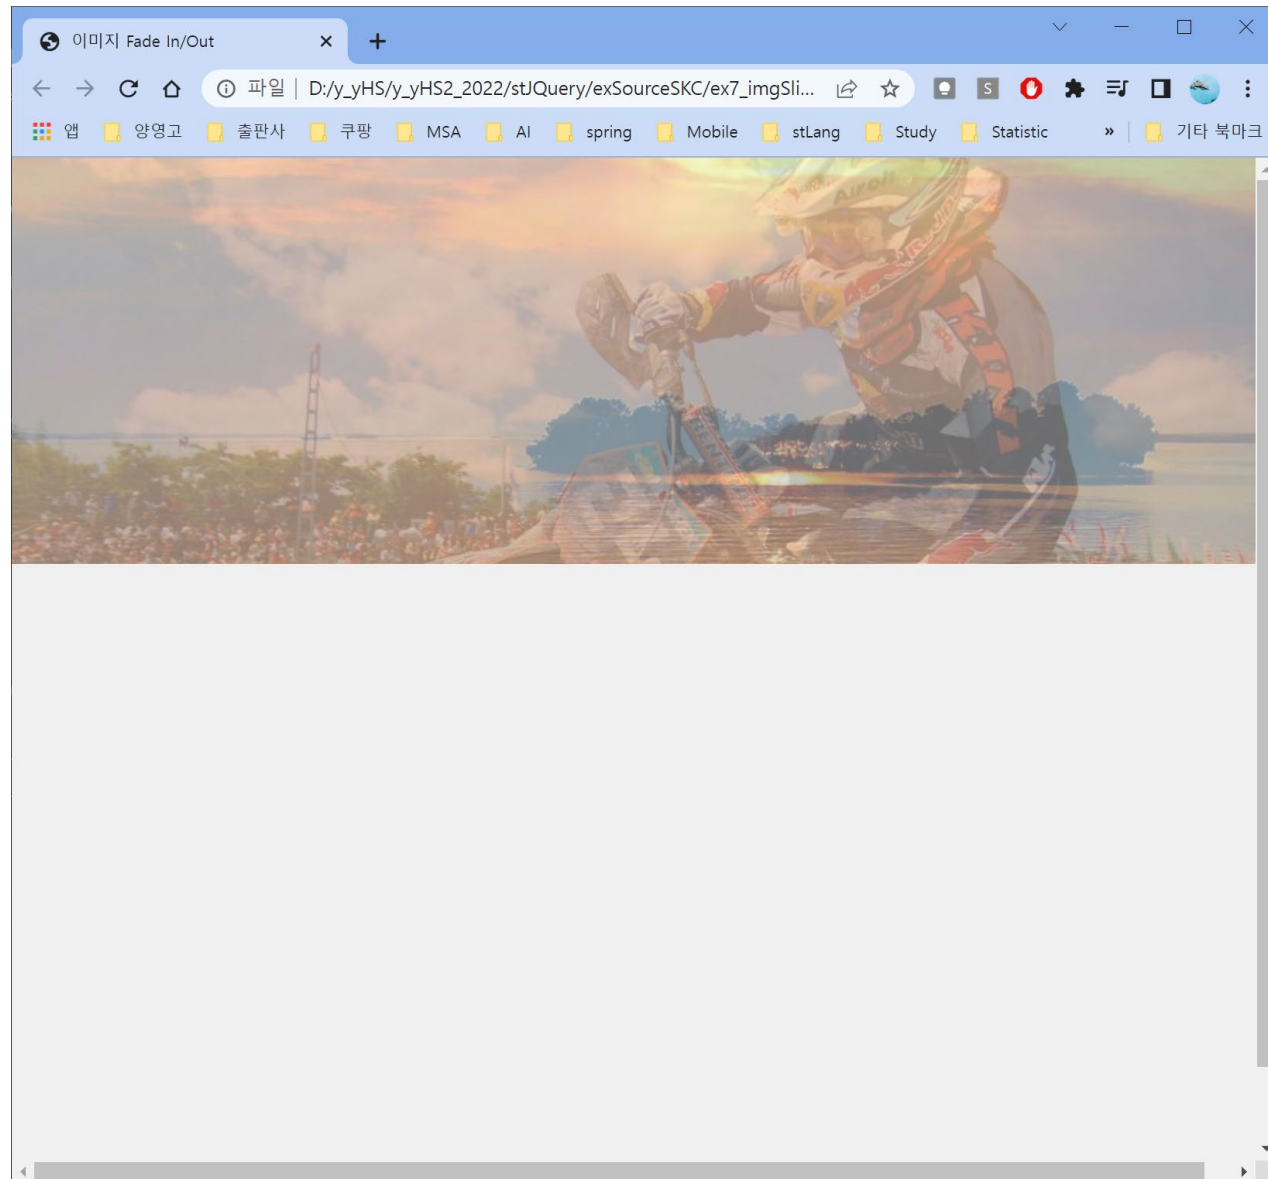 이미지 Fade In/Out
파일 | D:/y_yHS/y_yHS2_2022/stJQuery/exSourceSKC/ex7_imgSli...
S
앱 양영고 출판사 쿠팡 MSA AI spring Mobile stLang Study Statistic » 기타 북마크
Airoh